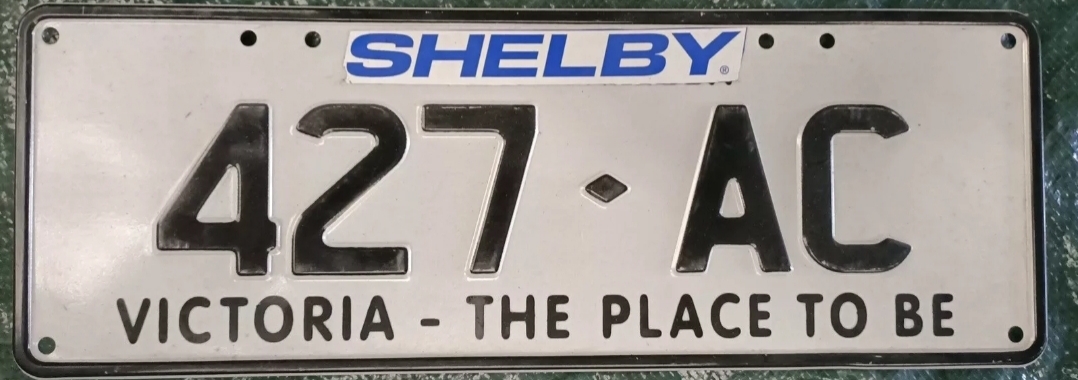 SHELBY®
427◆AC
VICTORIA - THE PLACE TO BE